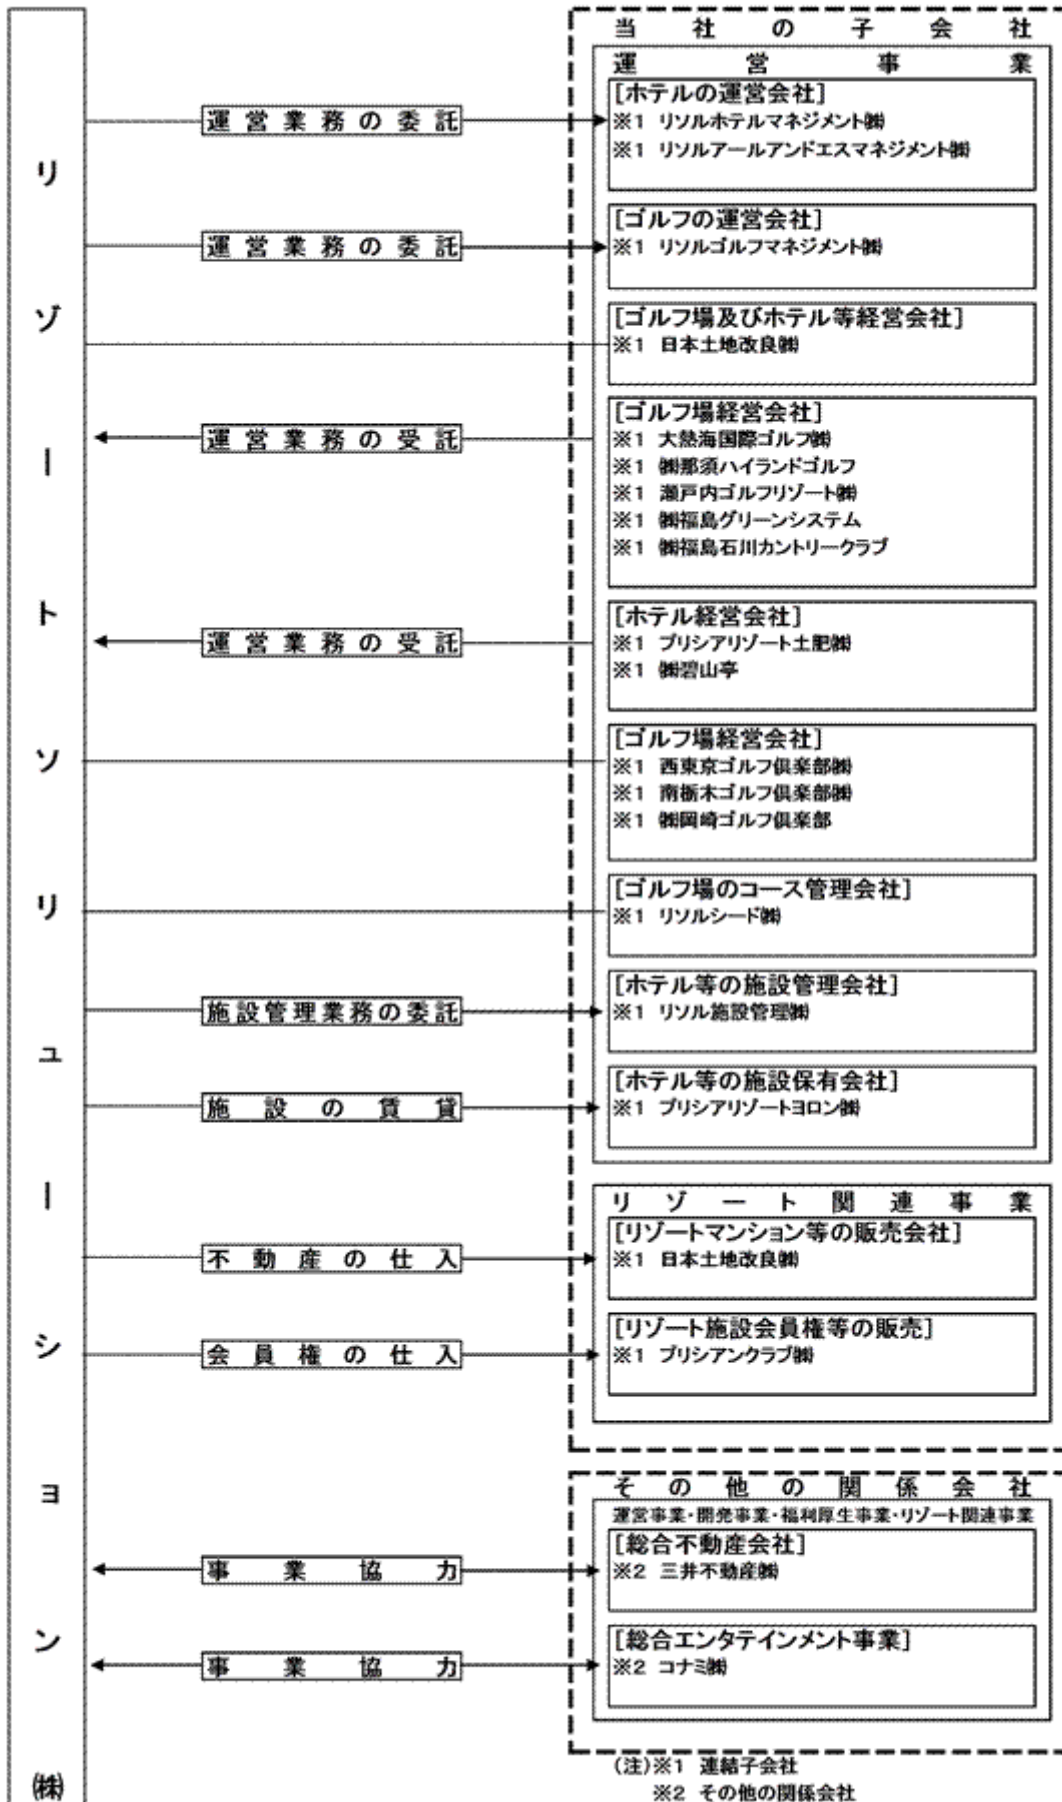 リゾートソリューション㈱
当社の子会社
運営事業
[ホテルの運営会社]
運営業務の委託
※1 リソルホテルマネジメント㈱
※1 リソルアールアンドエスマネジメント㈱
[ゴルフの運営会社]
運営業務の委託
※1 リソルゴルフマネジメント㈱
[ゴルフ場及びホテル等経営会社]
※1 日本土地改良㈱
[ゴルフ場経営会社]
運営業務の受託
※1 大熱海国際ゴルフ㈱
※1 ㈱那須ハイランドゴルフ
※1 瀬戸内ゴルフリゾート㈱
※1 ㈱福島グリーンシステム
※1 ㈱福島石川カントリークラブ
[ホテル経営会社]
運営業務の受託
※1 プリシアリゾート土肥㈱
※1 ㈱碧山亭
[ゴルフ場経営会社]
※1 西東京ゴルフ倶楽部㈱
※1 南栃木ゴルフ倶楽部㈱
※1 ㈱岡崎ゴルフ倶楽部
[ゴルフ場のコース管理会社]
※1 リソルシード㈱
[ホテル等の施設管理会社]
施設管理業務の委託
※1 リソル施設管理㈱
[ホテル等の施設保有会社]
施設の賃貸
※1 プリシアリゾートヨロン㈱
リゾート関連事業
[リゾートマンション等の販売会社]
不動産の仕入
※1 日本土地改良㈱
[リゾート施設会員権等の販売]
会員権の仕入
※1 プリシアンクラブ㈱
その他の関係会社
運営事業・開発事業・福利厚生事業・リゾート関連事業
[総合不動産会社]
事業協力
※2 三井不動産㈱
[総合エンタテインメント事業]
事業協力
※2 コナミ㈱
(注)※1 連結子会社
※2 その他の関係会社